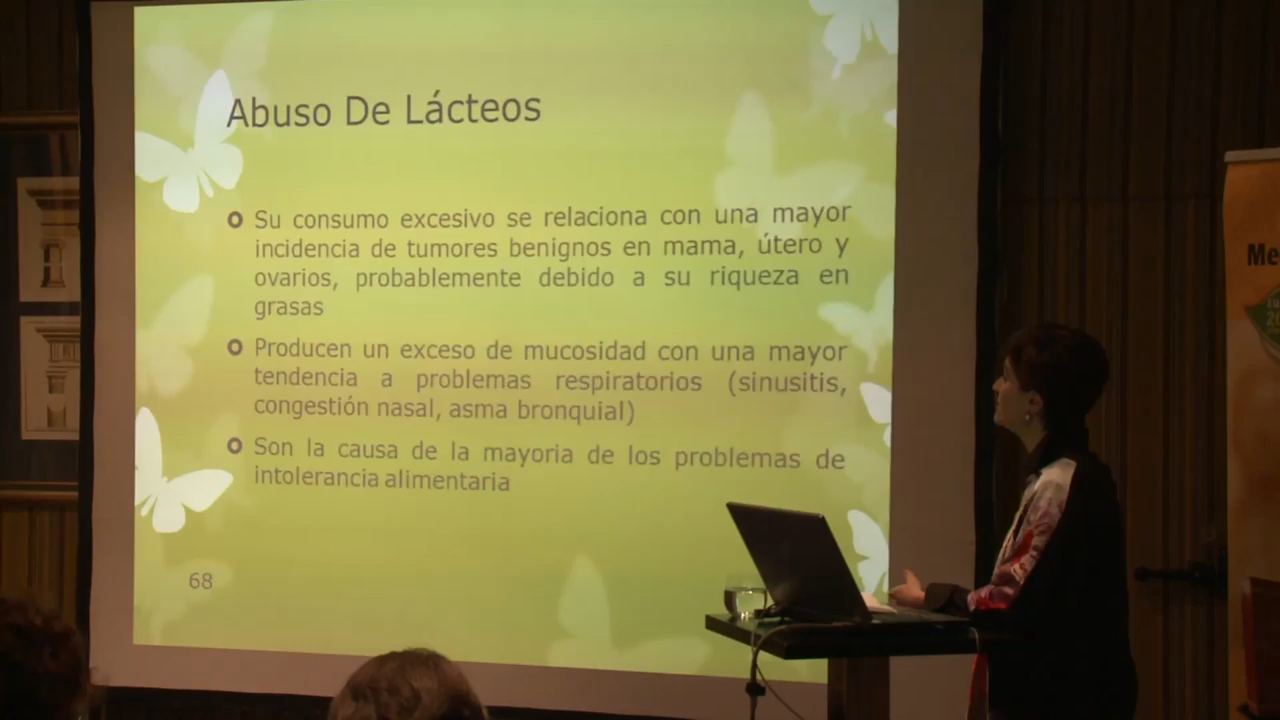 Abuso De Lácteos
Su consumo excesivo se relaciona con una mayor
incidencia de tumores benignos en mama, útero y
ovarios, probablemente debido a su riqueza en
grasas
Producen un exceso de mucosidad con una mayor
tendencia a problemas respiratorios (sinusitis,
congestión nasal, asma bronquial)
Son la causa de la mayoria de los problemas de
intolerancia alimentaria
68
Me